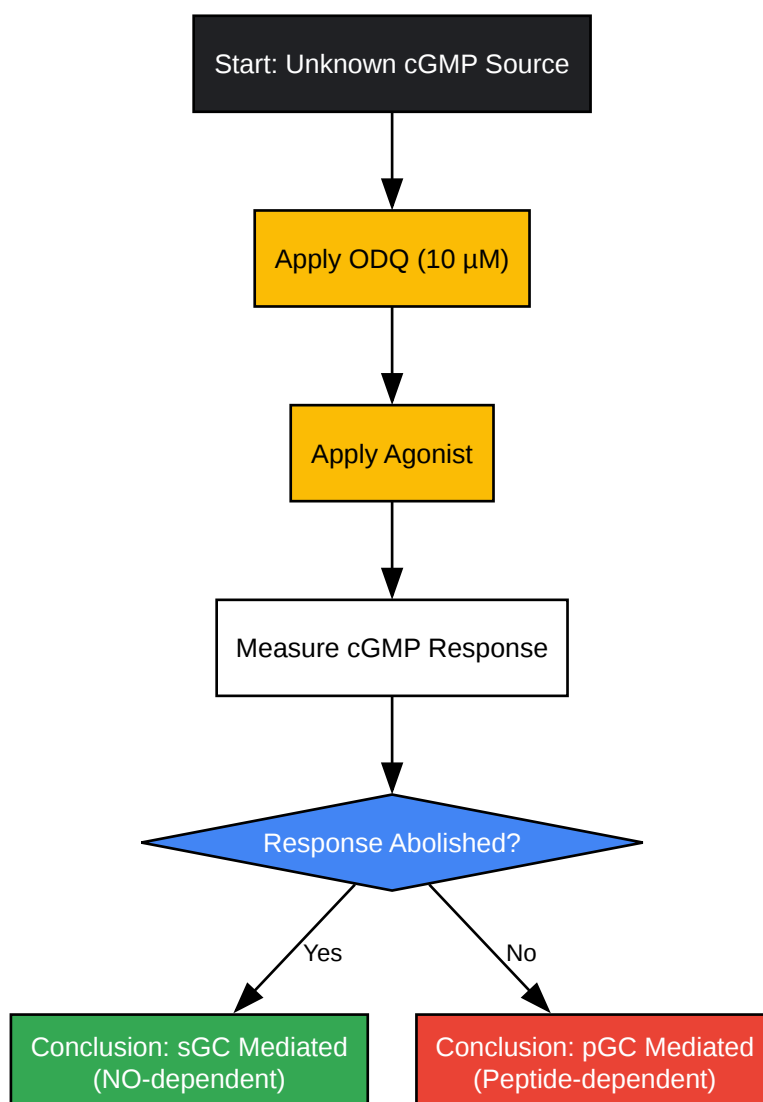 Start: Unknown cGMP Source
Apply ODQ (10 µM)
Apply Agonist
Measure cGMP Response
Response Abolished?
Yes
No
Conclusion: sGC Mediated
(NO-dependent)
Conclusion: pGC Mediated
(Peptide-dependent)